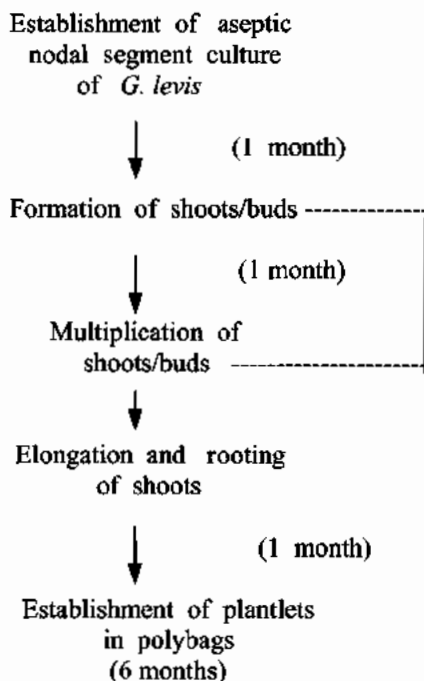 Establishment of aseptic
nodal segment culture
of G. levis
(1 month)
Formation of shoots/buds
(1 month)
Multiplication of
shoots/buds
Elongation and rooting
of shoots
(1 month)
Establishment of plantlets
in polybags
(6 months)